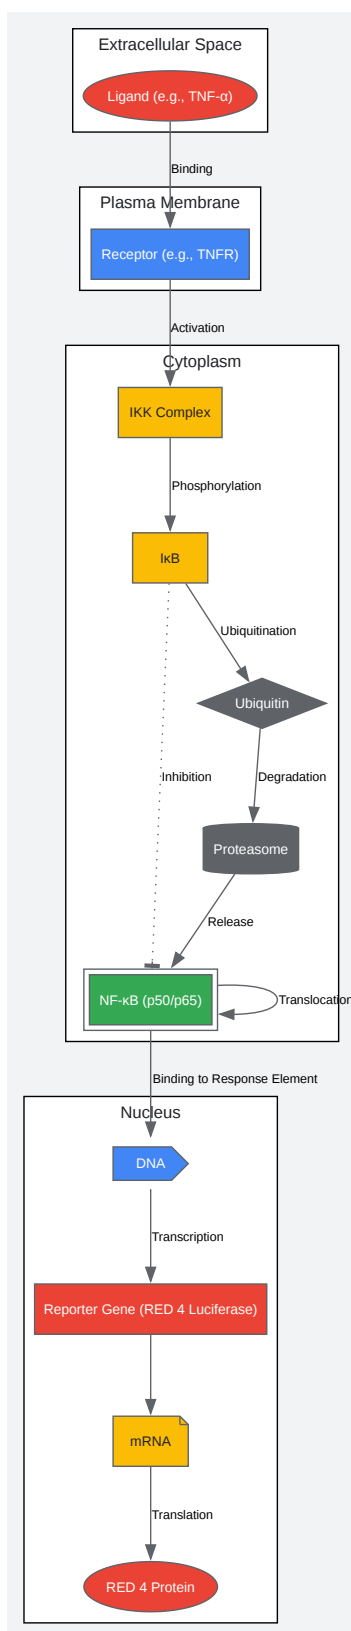 Extracellular Space
Ligand (e.g., TNF-α)
Binding
Plasma Membrane
Receptor (e.g., TNFR)
Activation
Cytoplasm
IKK Complex
Phosphorylation
IκB
Ubiquitination
Ubiquitin
Inhibition
Degradation
Proteasome
Release
NF-κB (p50/p65)
Translocation
Binding to Response Element
Nucleus
DNA
Transcription
Reporter Gene (RED 4 Luciferase)
mRNA
Translation
RED 4 Protein